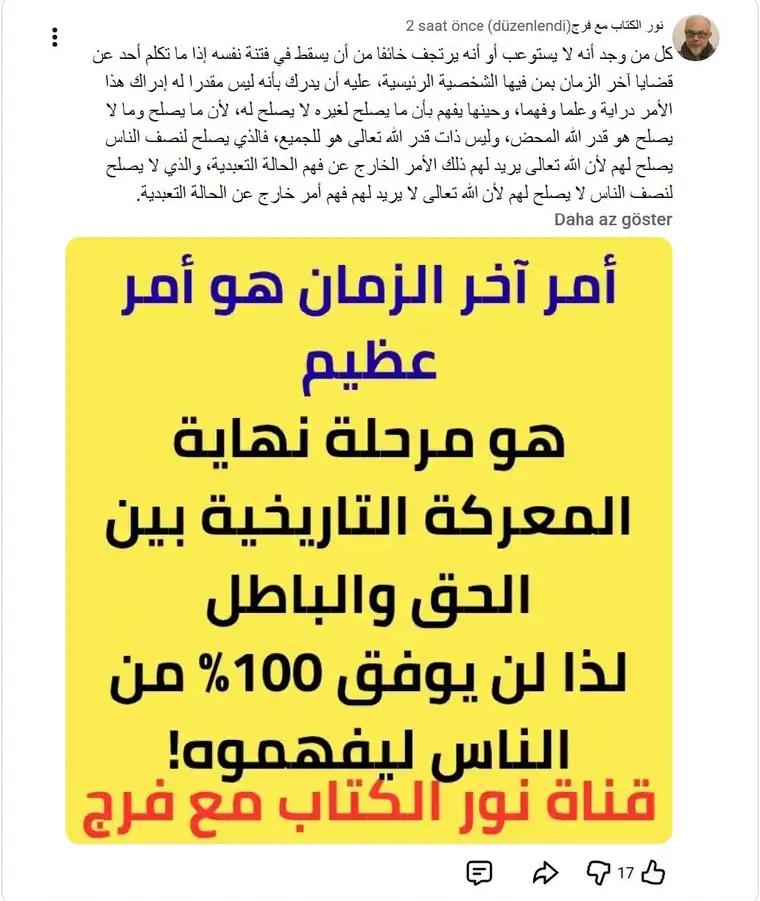 نور الكتاب مع فرج(düzenlendi) 2 saat önce
كل من وجد أنه لا يستوعب أو أنه يرتجف خائفا من أن يسقط في فتنة نفسه إذا ما تكلم أحد عن
قضايا آخر الزمان بمن فيها الشخصية الرئيسية، عليه أن يدرك بأنه ليس مقدرا له إدراك هذا
الأمر دراية وعلما وفهما، وحينها يفهم بأن ما يصلح لغيره لا يصلح له، لأن ما يصلح وما لا
يصلح هو قدر الله المحض، وليس ذات قدر الله تعالى هو للجميع، فالذي يصلح لنصف الناس
يصلح لهم لأن الله تعالى يريد لهم ذلك الأمر الخارج عن فهم الحالة التعبدية، والذي لا يصلح
لنصف الناس لا يصلح لهم لأن الله تعالى لا يريد لهم فهم أمر خارج عن الحالة التعبدية.
Daha az göster
أمر آخر الزمان هو أمر
عظيم
هو مرحلة نهاية
المعركة التاريخية بين
الحق والباطل
لذا لن يوفق 100% من
الناس ليفهموه!
قناة نور الكتاب مع فرج
17